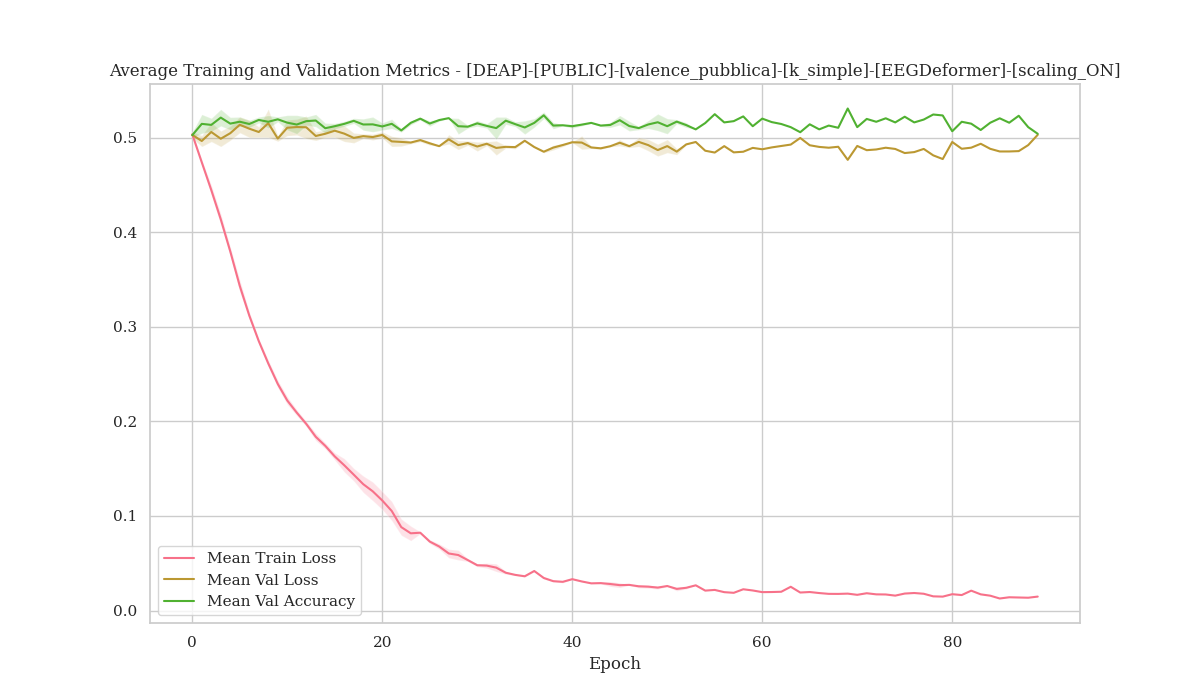 Average Training and Validation Metrics - [DEAP]-[PUBLIC]-[valence_pubblica]-[k_simple]-[EEGDeformer]-[scaling_ON]
0.5
0.4
0.3
0.2
0.1
0.0
Mean Train Loss
Mean Val Loss
Mean Val Accuracy
0 20 40 60 80
Epoch